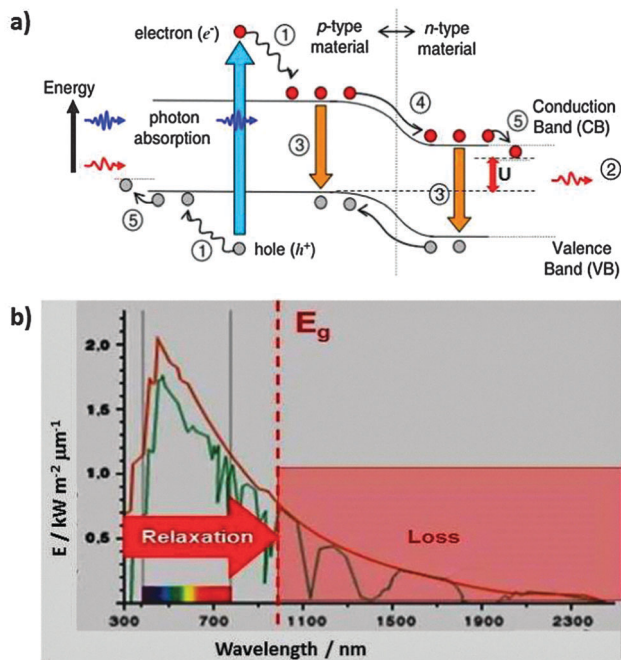 a)
electron (e⁻)
①
p-type
material
n-type
material
Energy
photon
absorption
④
⑤
Conduction
Band (CB)
③
③
U
②
⑤
①
hole (h⁺)
Valence
Band (VB)
b)
E / kW m⁻² µm⁻¹
2.0
1.5
1.0
0.5
Eg
Relaxation
Loss
300 700 1100 1500 1900 2300
Wavelength / nm